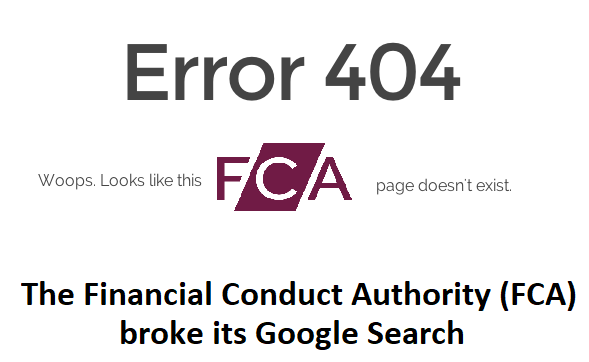 Error 404
Woops. Looks like this FCA page doesn't exist.
The Financial Conduct Authority (FCA)
broke its Google Search